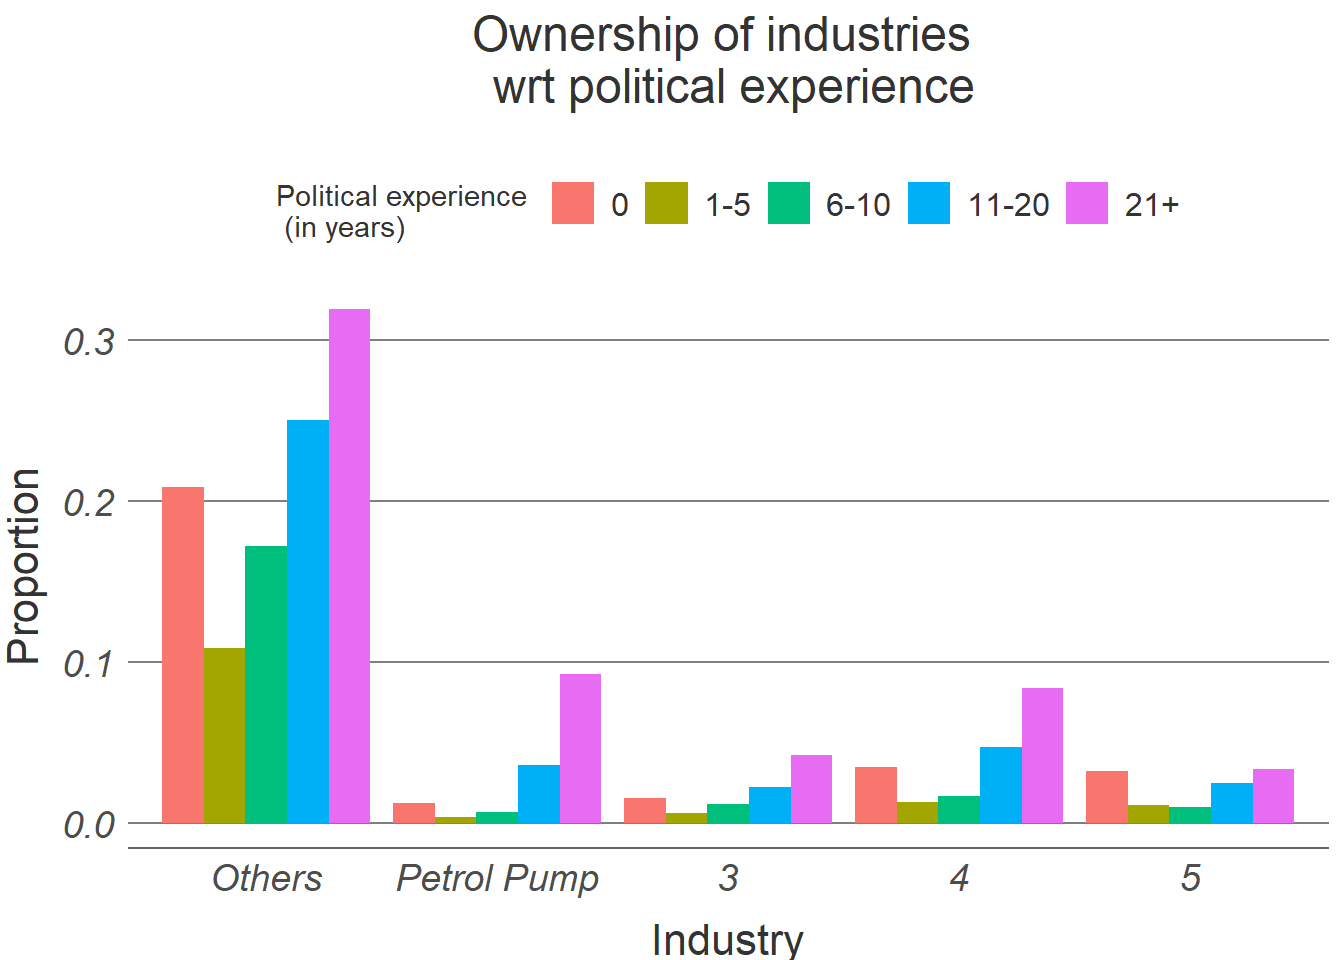 Ownership of industries
wrt political experience
Political experience
(in years)
0
1-5
6-10
11-20
21+
Proportion
0.3
0.2
0.1
0.0
Others
Petrol Pump
3
4
5
Industry